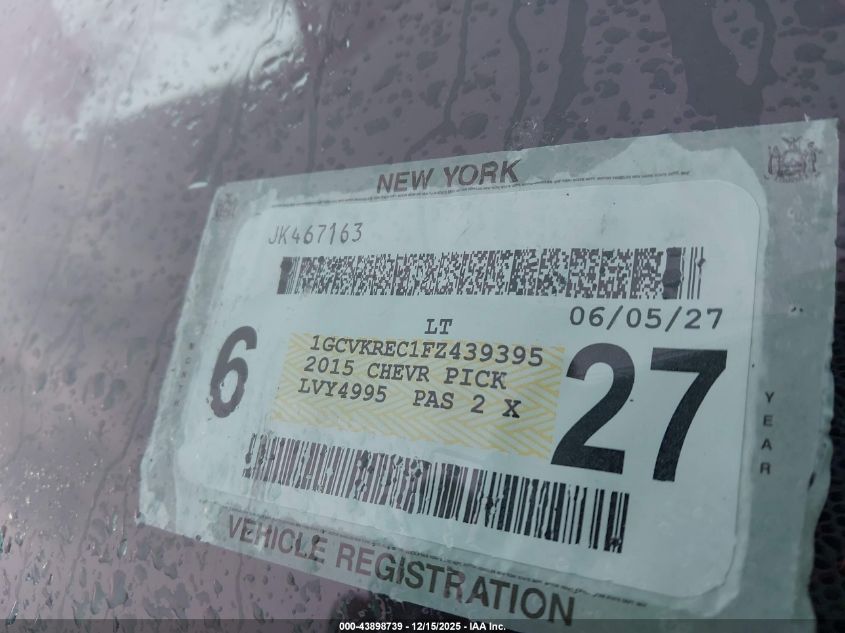 NEW YORK
JK467163
06/05/27
LT
1GCVKREC1FZ439395
2015 CHEVR PICK
LVY4995 PAS 2 X
6
27
YEAR
VEHICLE REGISTRATION
000-43898739 - 12/15/2025 - IAA Inc.